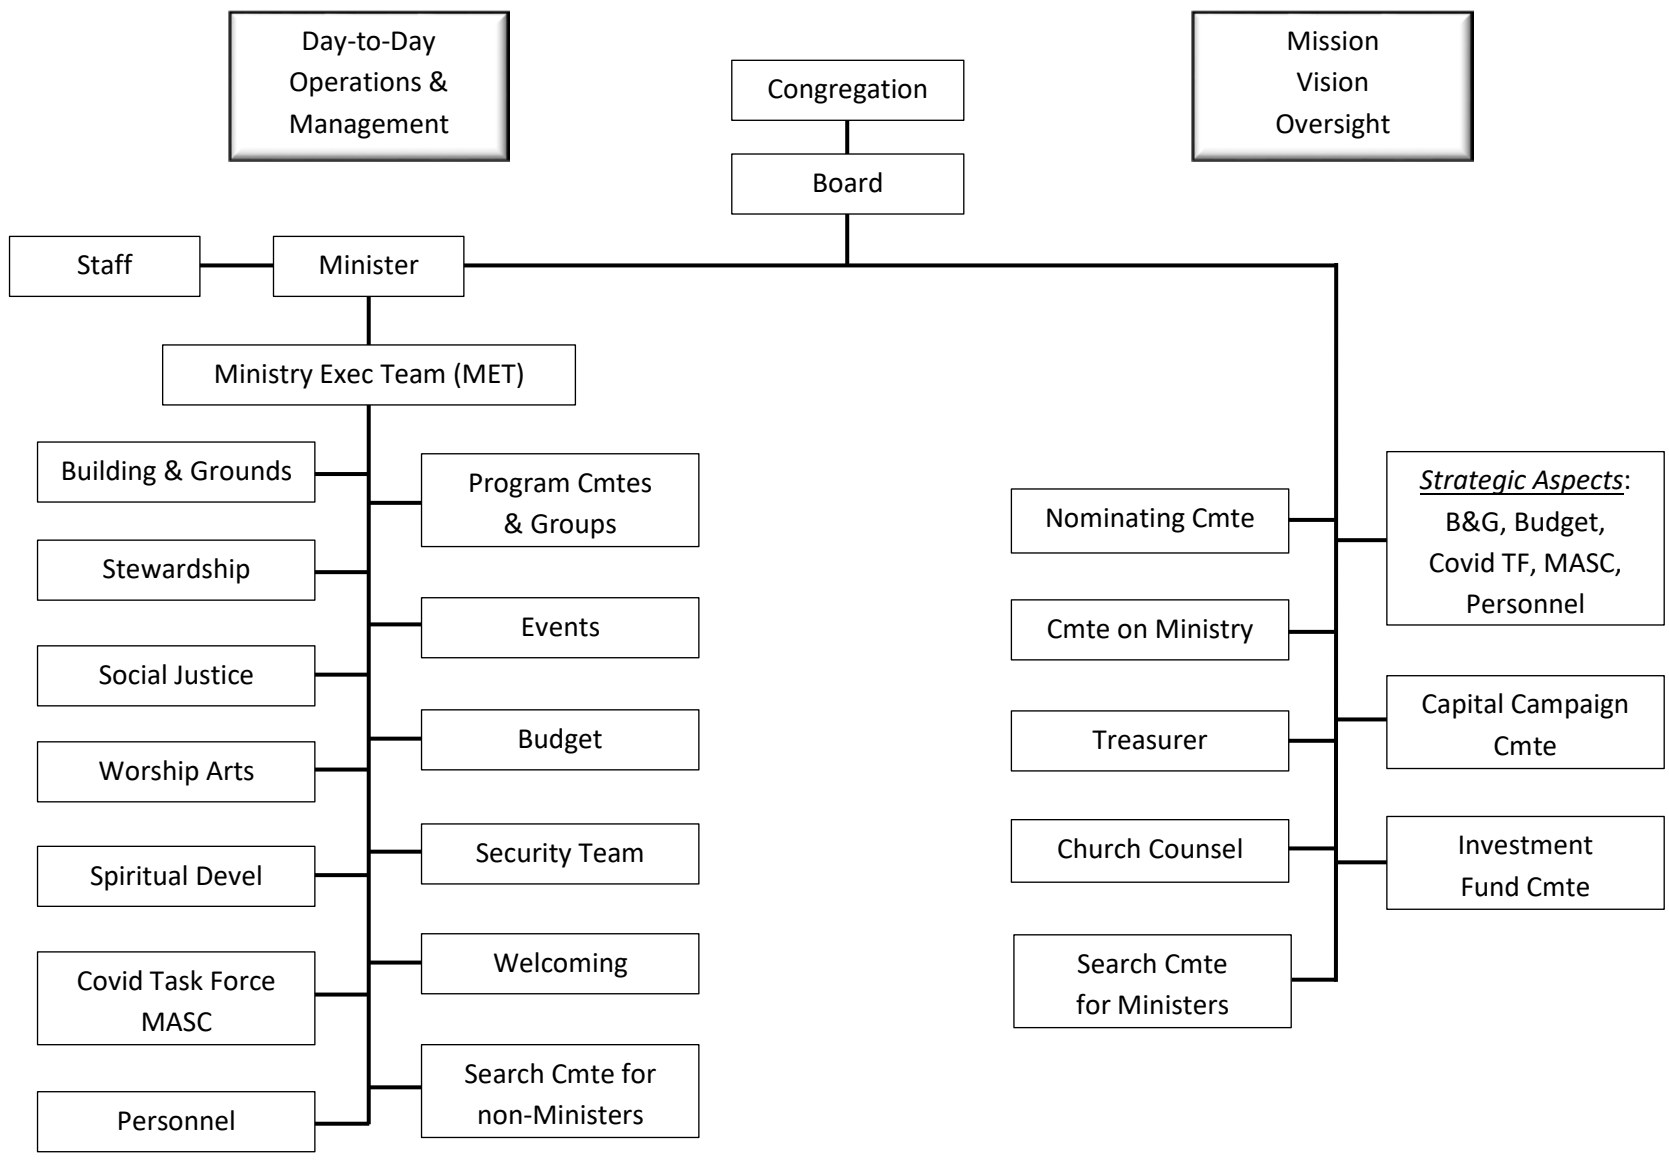 Day-to-Day
Operations &
Management
Mission
Vision
Oversight
Congregation
Board
Staff
Minister
Ministry Exec Team (MET)
Building & Grounds
Stewardship
Social Justice
Worship Arts
Spiritual Devel
Covid Task Force
MASC
Personnel
Program Cmtes
& Groups
Events
Budget
Security Team
Welcoming
Search Cmte for
non-Ministers
Nominating Cmte
Cmte on Ministry
Treasurer
Church Counsel
Search Cmte
for Ministers
Strategic Aspects:
B&G, Budget,
Covid TF, MASC,
Personnel
Capital Campaign
Cmte
Investment
Fund Cmte